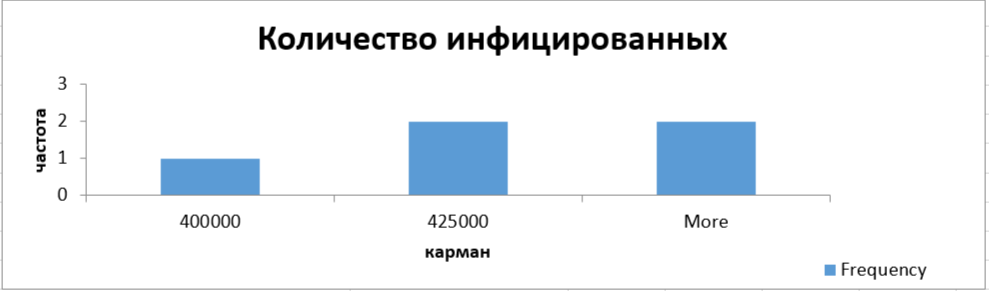 Количество инфицированных
частота
3
2
1
0
400000
425000
More
карман
Frequency